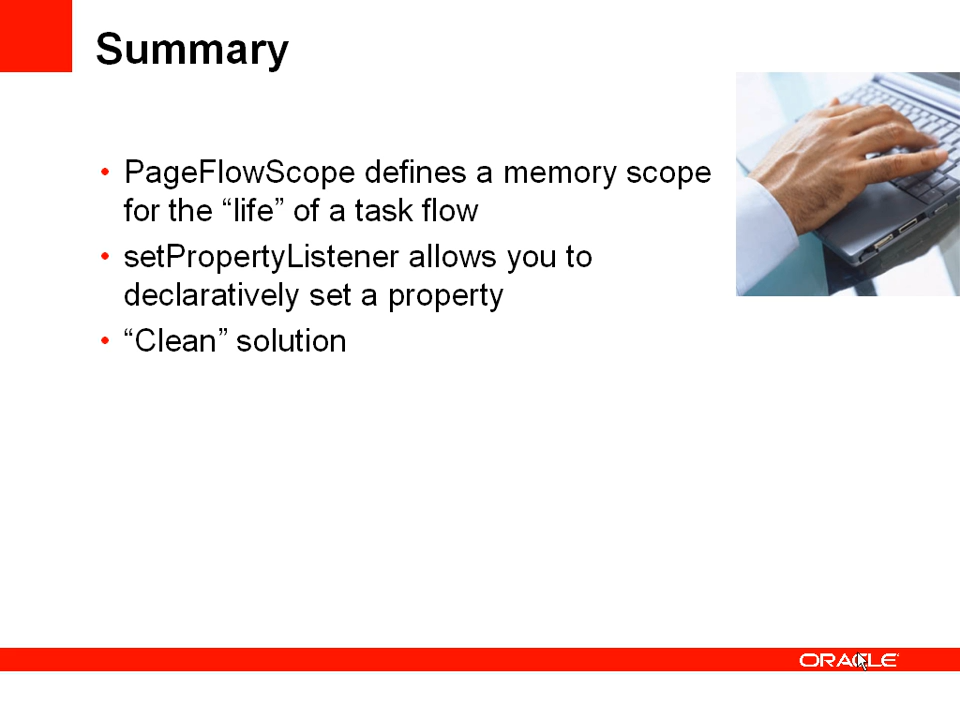 Summary
• PageFlowScope defines a memory scope
for the “life” of a task flow
• setPropertyListener allows you to
declaratively set a property
• “Clean” solution
ORACLE